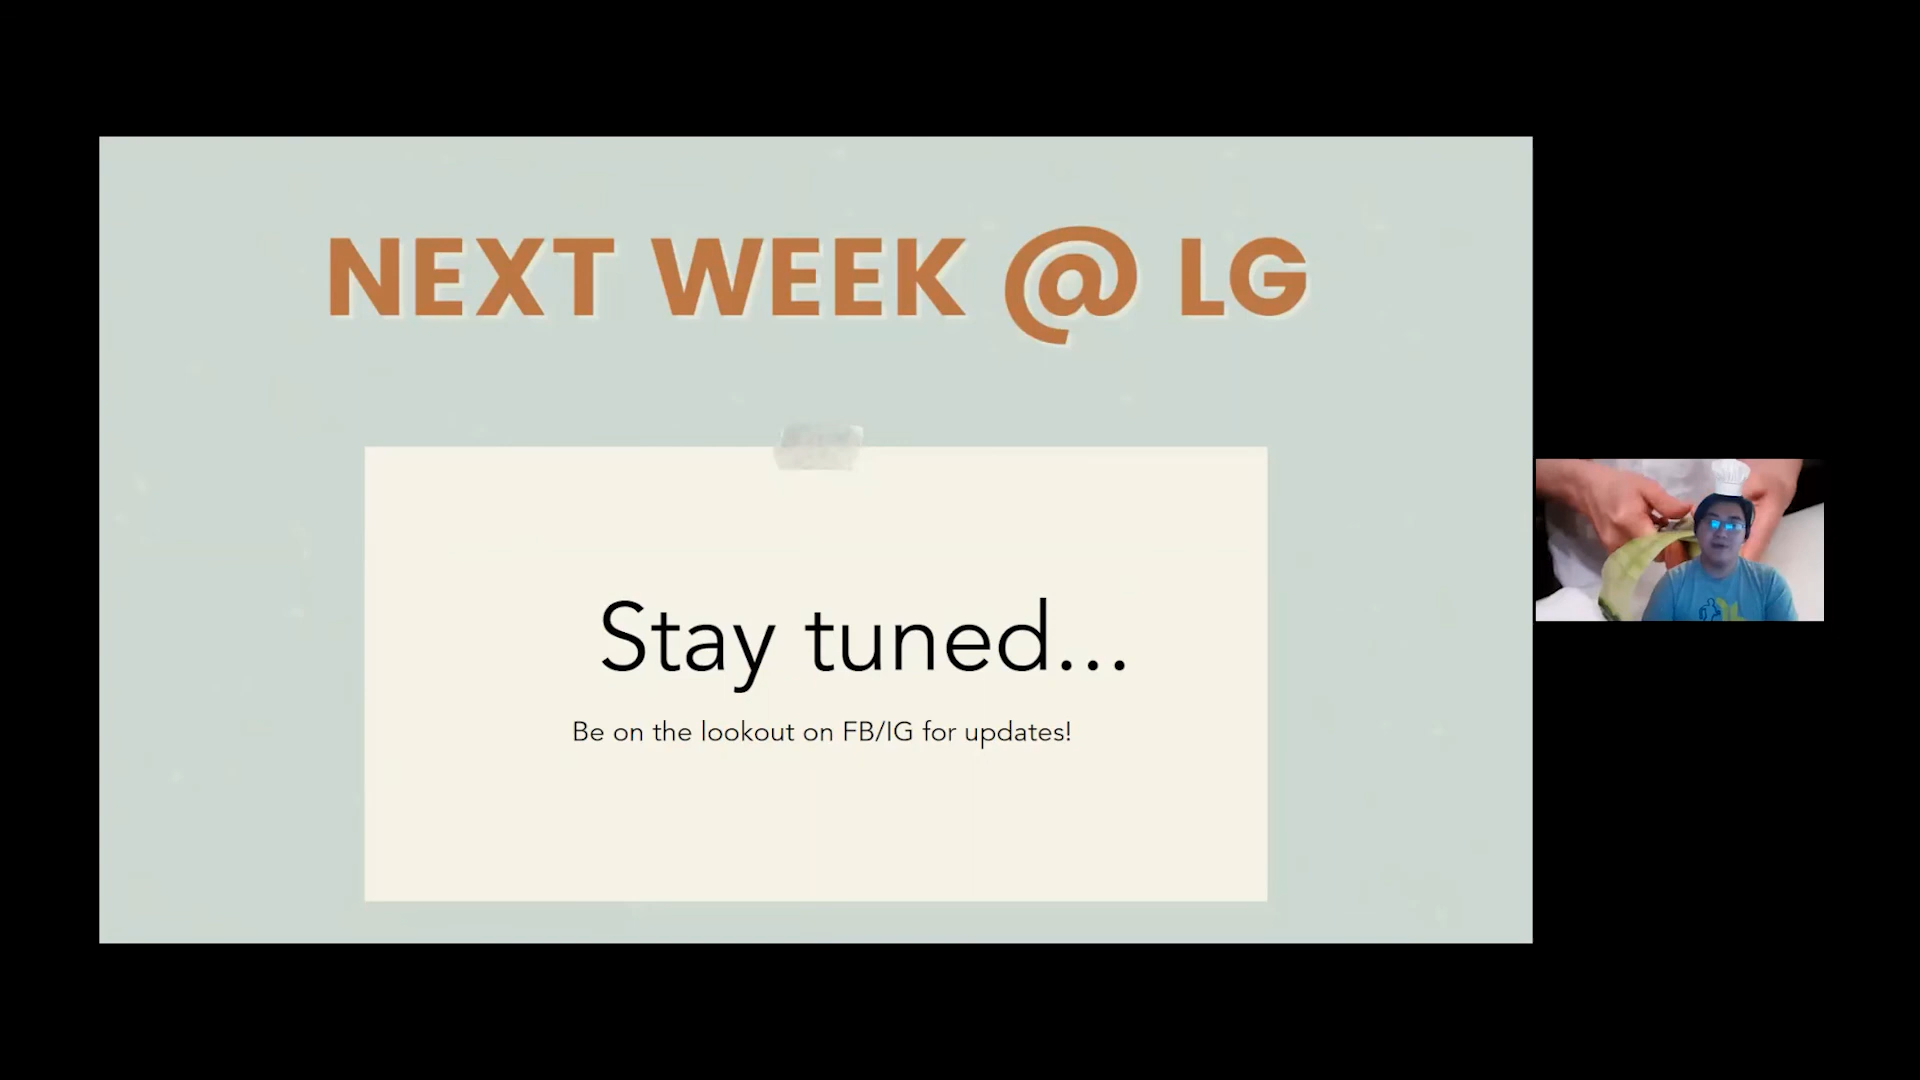 NEXT WEEK @ LG
Stay tuned...
Be on the lookout on FB/IG for updates!